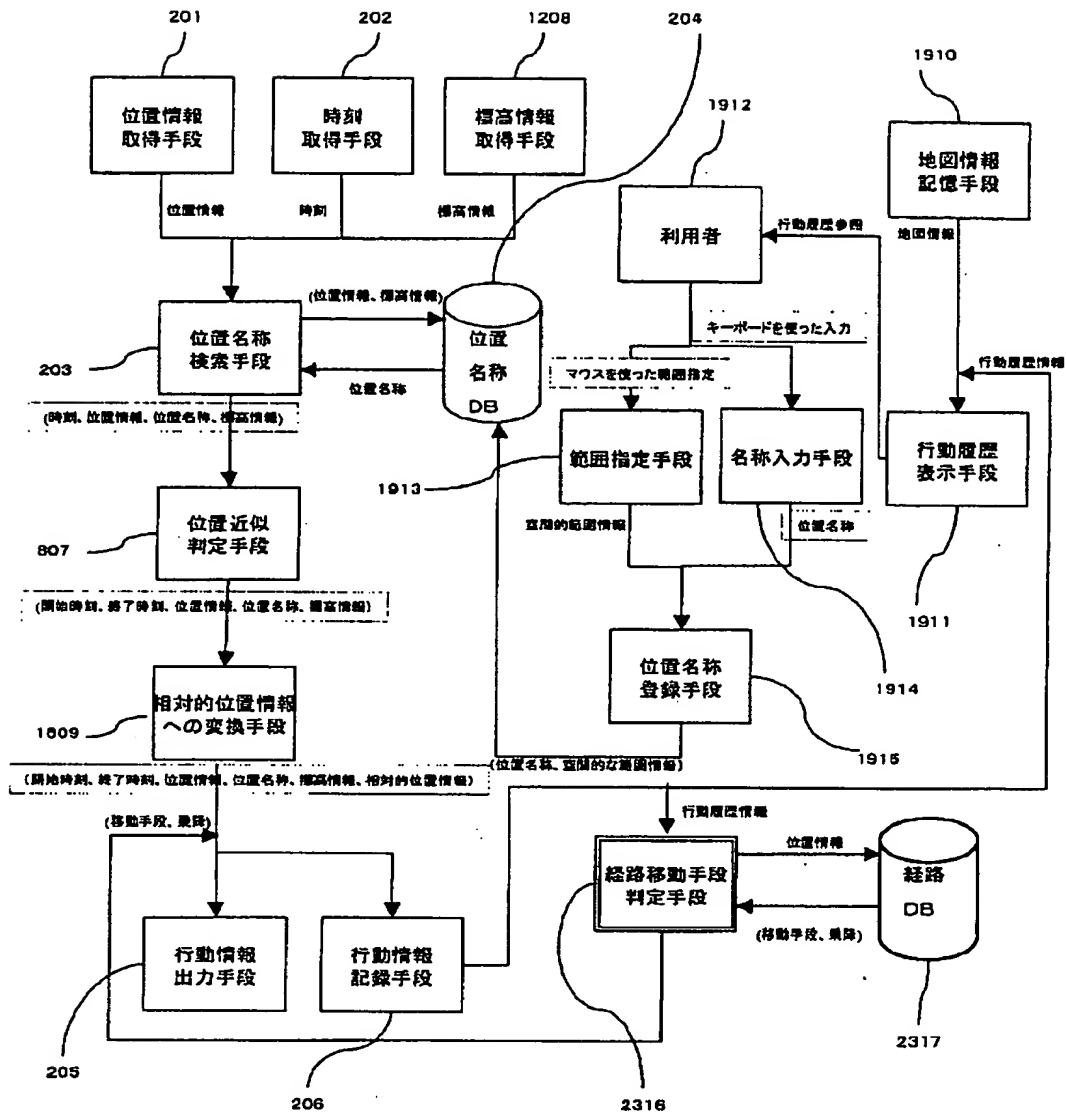 201
202
1208
204
1910
位置情報
取得手段
時刻
取得手段
標高情報
取得手段
1912
地図情報
記憶手段
位置情報
時刻
標高情報
利用者
行動履歴参照
地図情報
(位置情報、標高情報)
位置名称
検索手段
位置
名称
DB
キーボードを使った入力
203
位置名称
マウスを使った範囲指定
行動履歴情報
(時刻、位置情報、位置名称、標高情報)
範囲指定手段
名称入力手段
行動履歴
表示手段
1913
位置近似
判定手段
空間的範囲情報
位置名称
807
(開始時刻、終了時刻、位置情報、位置名称、標高情報)
1911
位置名称
登録手段
1914
相対的位置情報
への変換手段
1809
1915
(位置名称、空間的な範囲情報)
(開始時刻、終了時刻、位置情報、位置名称、標高情報、相対的位置情報)
(移動手段、乗降)
行動履歴情報
位置情報
経路移動手段
判定手段
経路
DB
(移動手段、乗降)
行動情報
出力手段
行動情報
記録手段
2317
205
206
2316